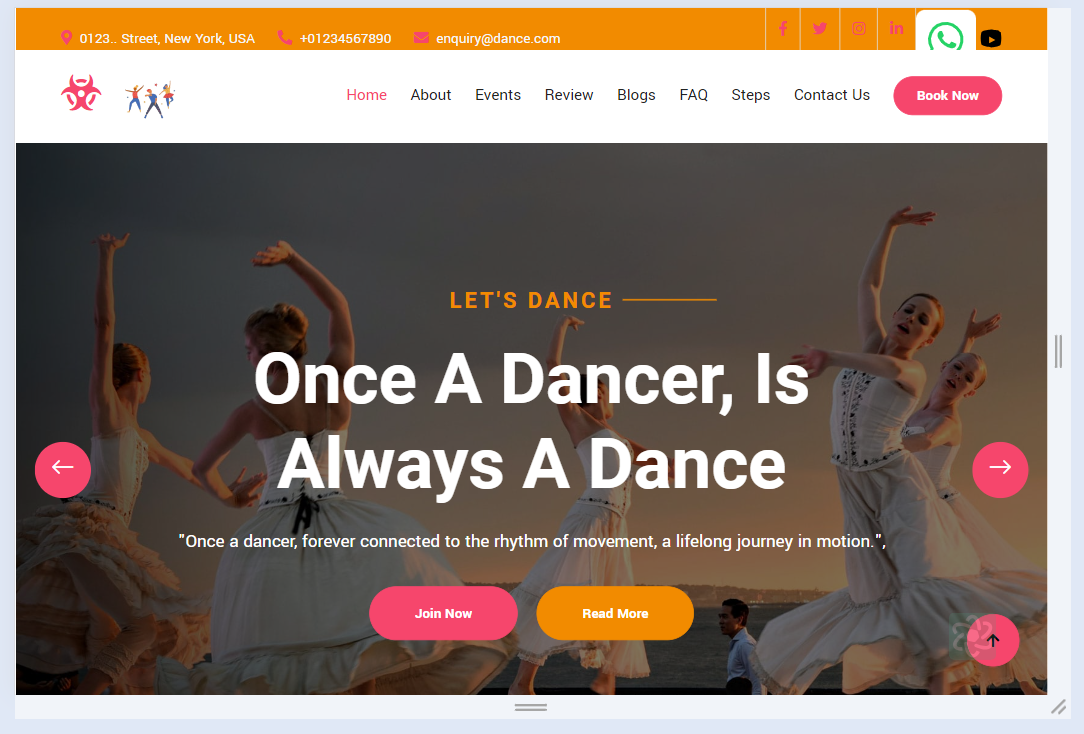 0123.. Street, New York, USA +01234567890 enquiry@dance.com
Home About Events Review Blogs FAQ Steps Contact Us Book Now
LET'S DANCE
Once A Dancer, Is
Always A Dance
"Once a dancer, forever connected to the rhythm of movement, a lifelong journey in motion.",
Join Now Read More